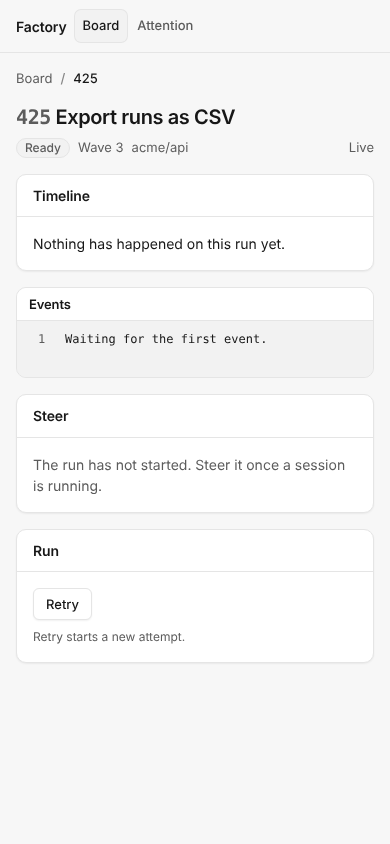 Factory Board Attention
Board / 425
425 Export runs as CSV
Ready Wave 3 acme/api Live
Timeline
Nothing has happened on this run yet.
Events
1 Waiting for the first event.
Steer
The run has not started. Steer it once a session
is running.
Run
Retry
Retry starts a new attempt.